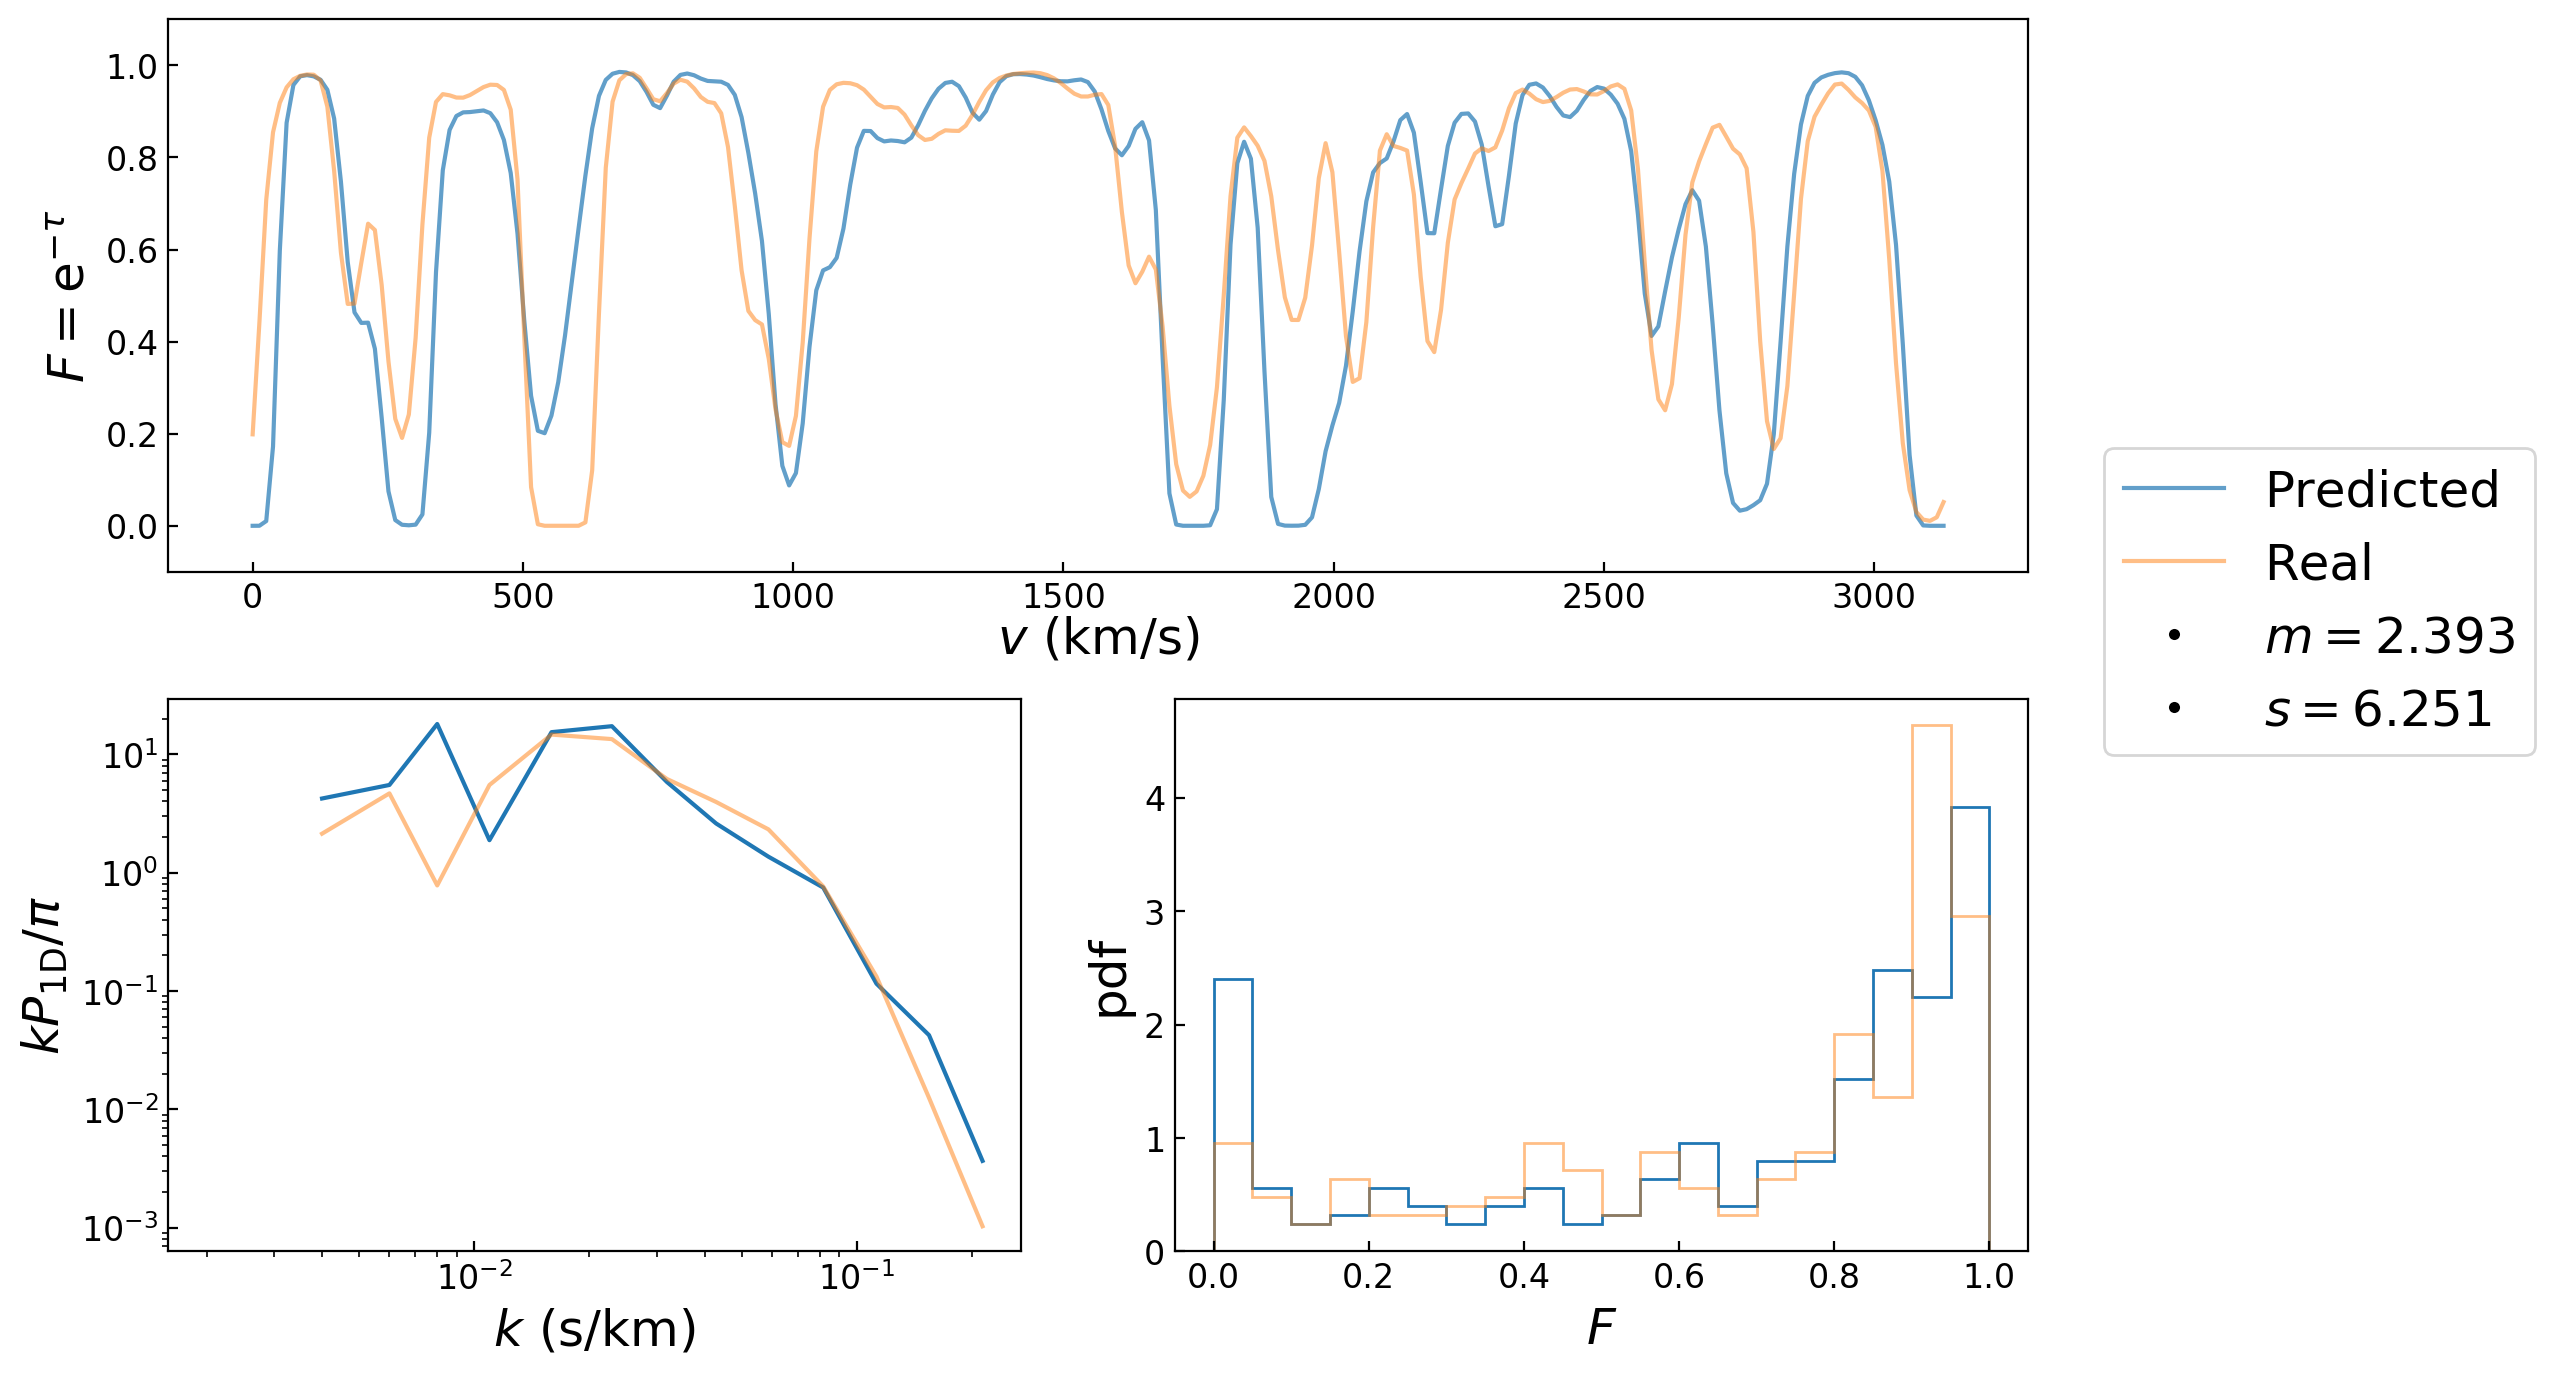 F = e^{−τ}
1.0
0.8
0.6
0.4
0.2
0.0
0 500 1000 1500 2000 2500 3000
v (km/s)
Predicted
Real
m = 2.393
s = 6.251
kP_{1D}/π
10^1
10^0
10^{−1}
10^{−2}
10^{−3}
10^{−2} 10^{−1}
k (s/km)
pdf
4
3
2
1
0
0.0 0.2 0.4 0.6 0.8 1.0
F